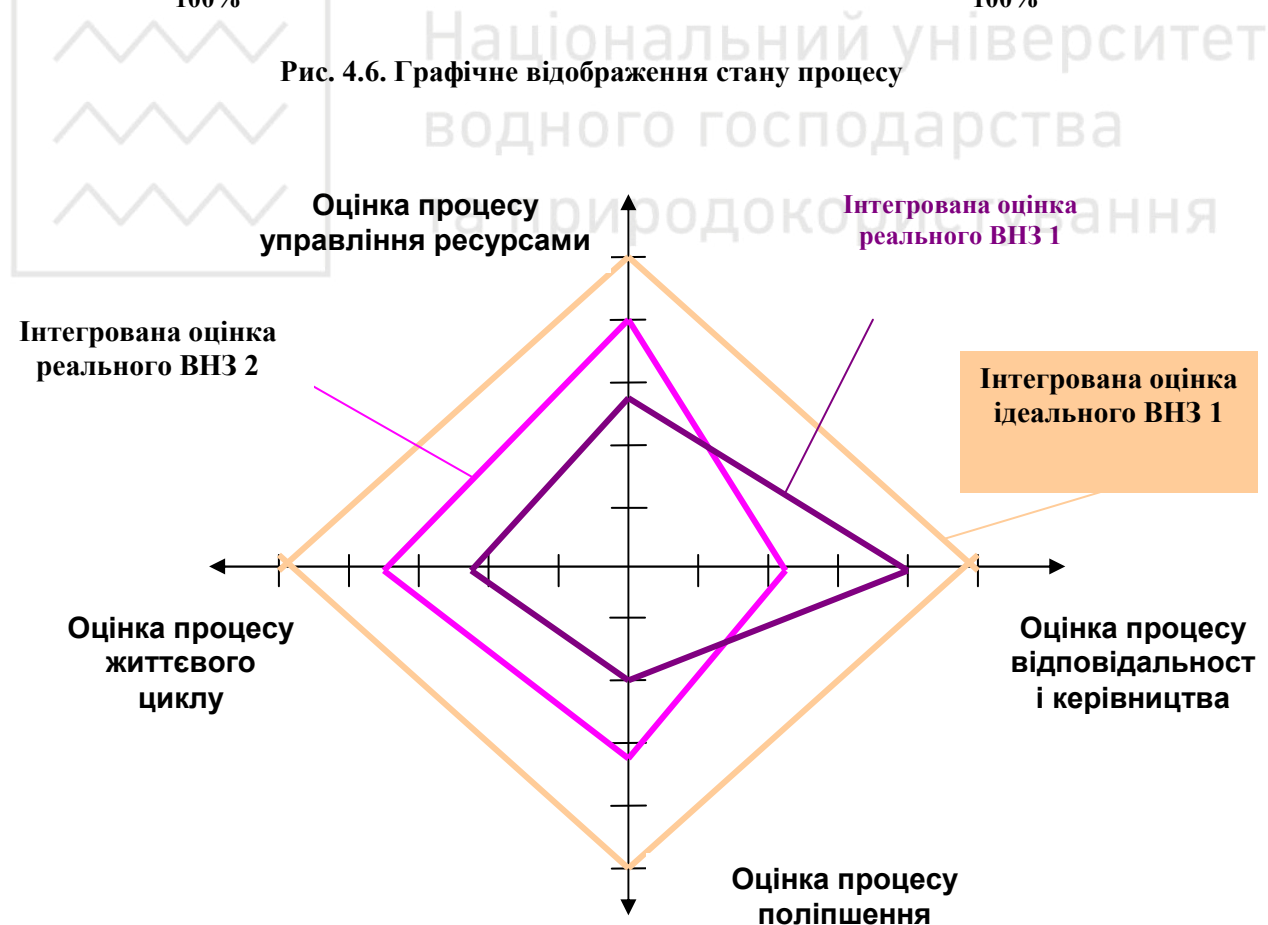 100%
100%
Національний університет
Рис. 4.6. Графічне відображення стану процесу
водного господарства
та природокористування
Оцінка процесу
управління ресурсами
Інтегрована оцінка
реального ВНЗ 1
Інтегрована оцінка
реального ВНЗ 2
Інтегрована оцінка
ідеального ВНЗ 1
Оцінка процесу
життєвого
циклу
Оцінка процесу
відповідальност
і керівництва
Оцінка процесу
поліпшення